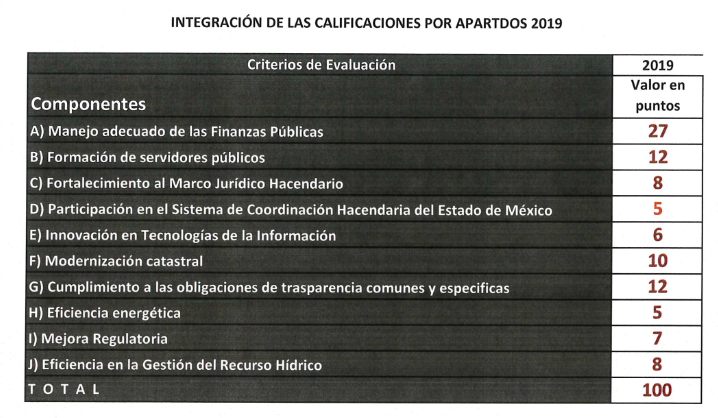 INTEGRACIÓN DE LAS CALIFICACIONES POR APARTDOS 2019
Criterios de Evaluación 2019
Componentes Valor en puntos
A) Manejo adecuado de las Finanzas Públicas 27
B) Formación de servidores públicos 12
C) Fortalecimiento al Marco Jurídico Hacendario 8
D) Participación en el Sistema de Coordinación Hacendaria del Estado de México 5
E) Innovación en Tecnologías de la Información 6
F) Modernización catastral 10
G) Cumplimiento a las obligaciones de trasparencia comunes y especificas 12
H) Eficiencia energética 5
I) Mejora Regulatoria 7
J) Eficiencia en la Gestión del Recurso Hídrico 8
T O T A L 100